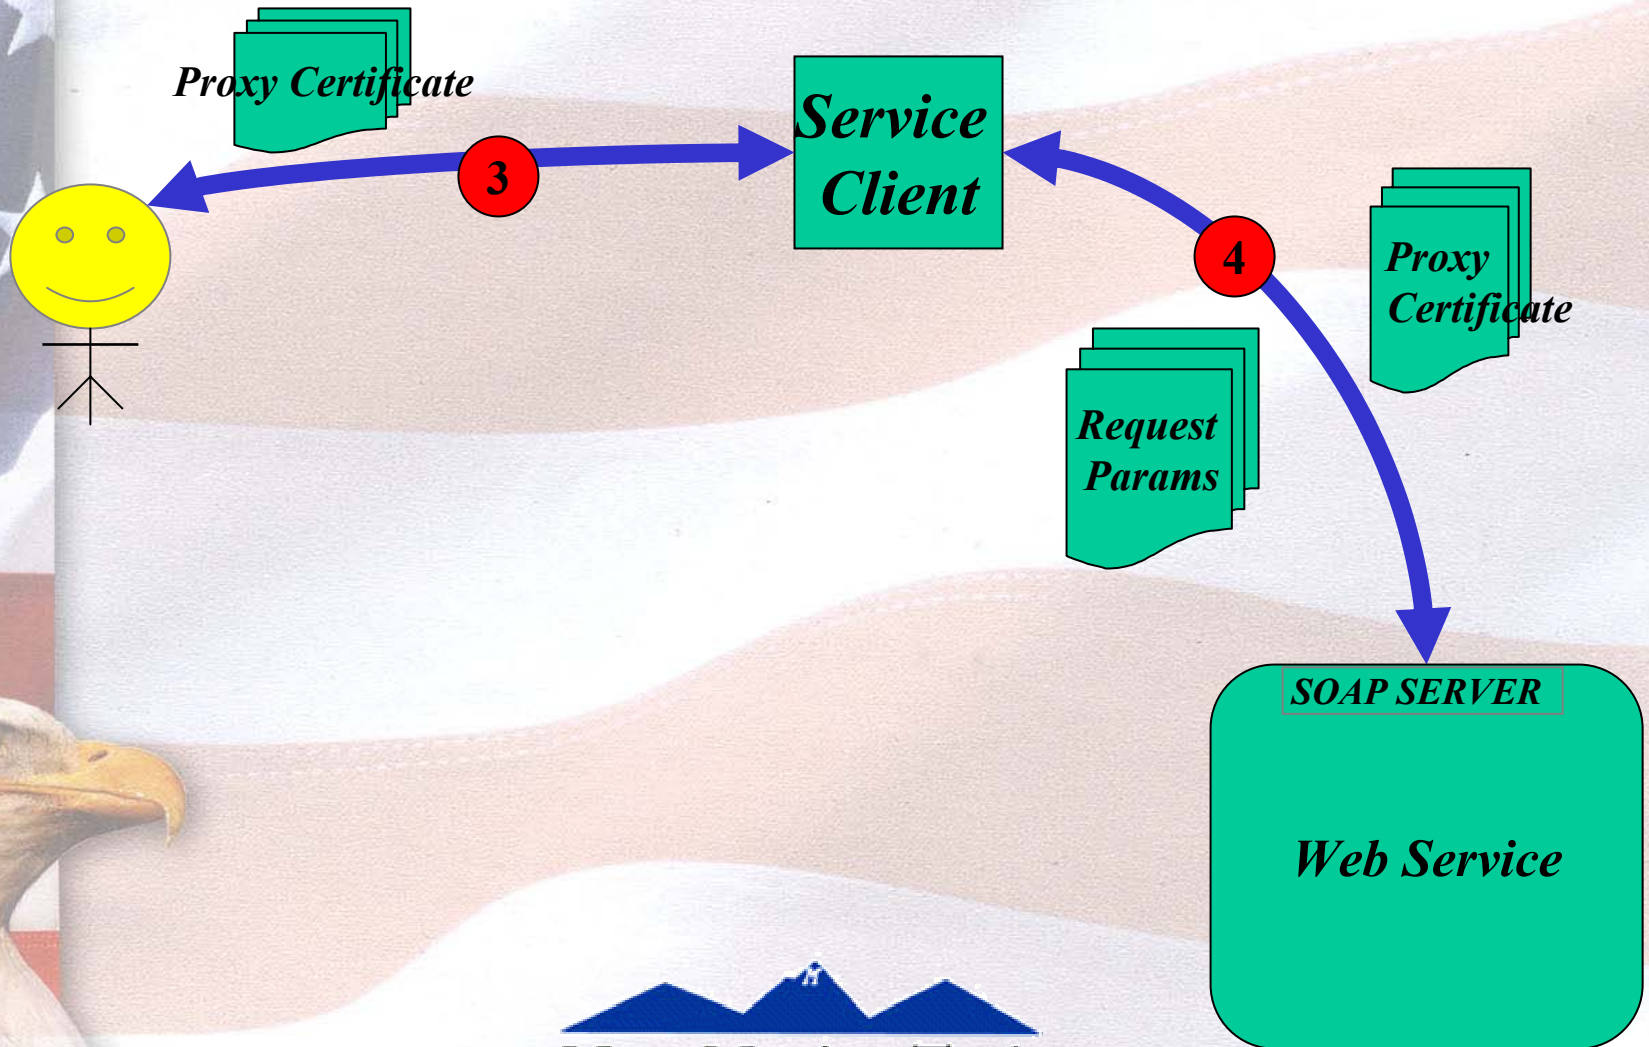 Proxy Certificate
Service
Client
3
4
Proxy
Certificate
Request
Params
SOAP SERVER
Web Service